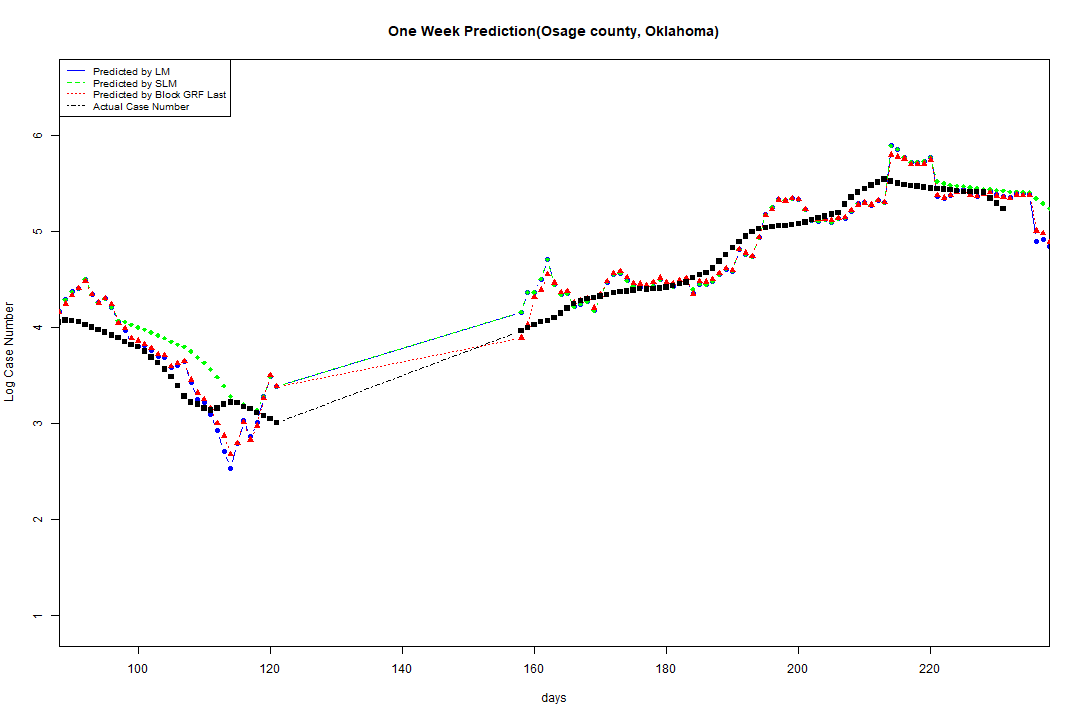 One Week Prediction(Osage county, Oklahoma)
Predicted by LM
Predicted by SLM
Predicted by Block GRF Last
Actual Case Number
Log Case Number
6
5
4
3
2
1
100 120 140 160 180 200 220
days